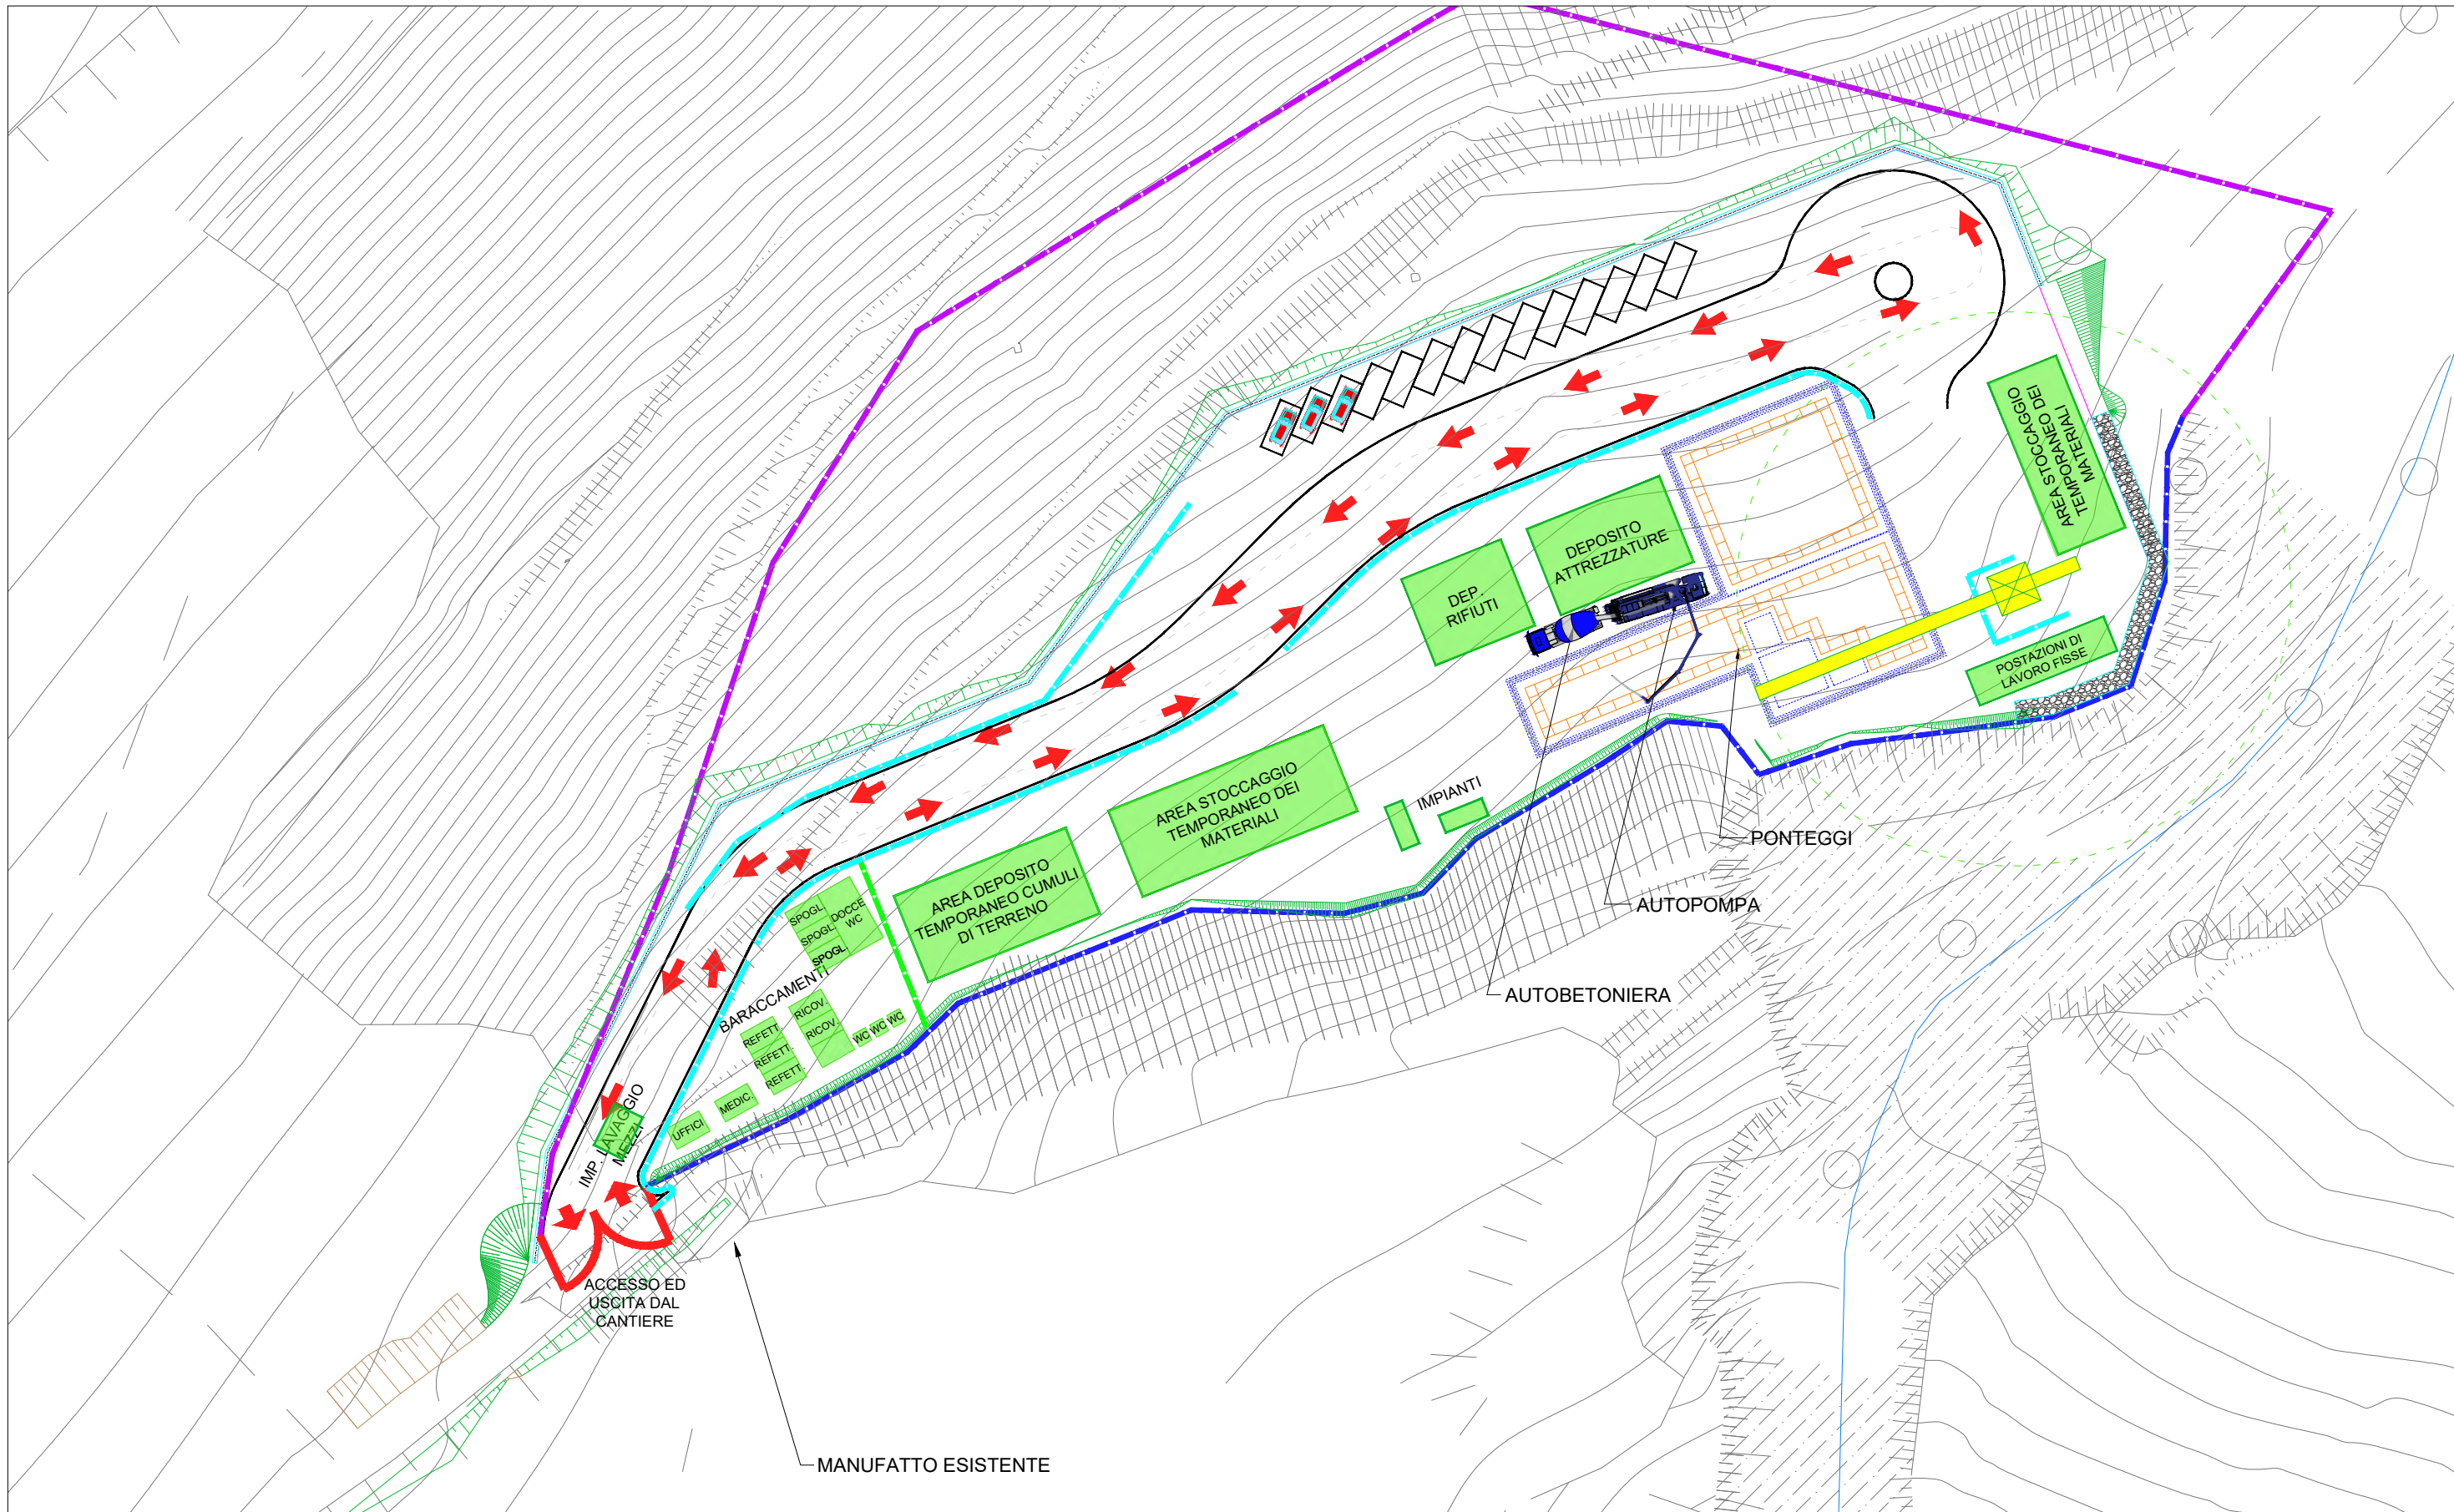 AREA STOCCAGGIO
TEMPORANEO DEI
MATERIALI
DEPOSITO
ATTREZZATURE
DEP.
RIFIUTI
POSTAZIONI DI
LAVORO FISSE
AREA STOCCAGGIO
TEMPORANEO DEI
MATERIALI
IMPIANTI
PONTEGGI
AREA DEPOSITO
TEMPORANEO CUMULI
DI TERRENO
AUTOPOMPA
SPOGL.
SPOGL.
SPOGL.
DOCCE
WC
BARACCAMENTI
AUTOBETONIERA
RICOV.
RICOV.
WC
WC
WC
REFETT.
REFETT.
REFETT.
MEDIC.
UFFICI
IMP. LAVAGGIO
MEZZI
ACCESSO ED
USCITA DAL
CANTIERE
MANUFATTO ESISTENTE